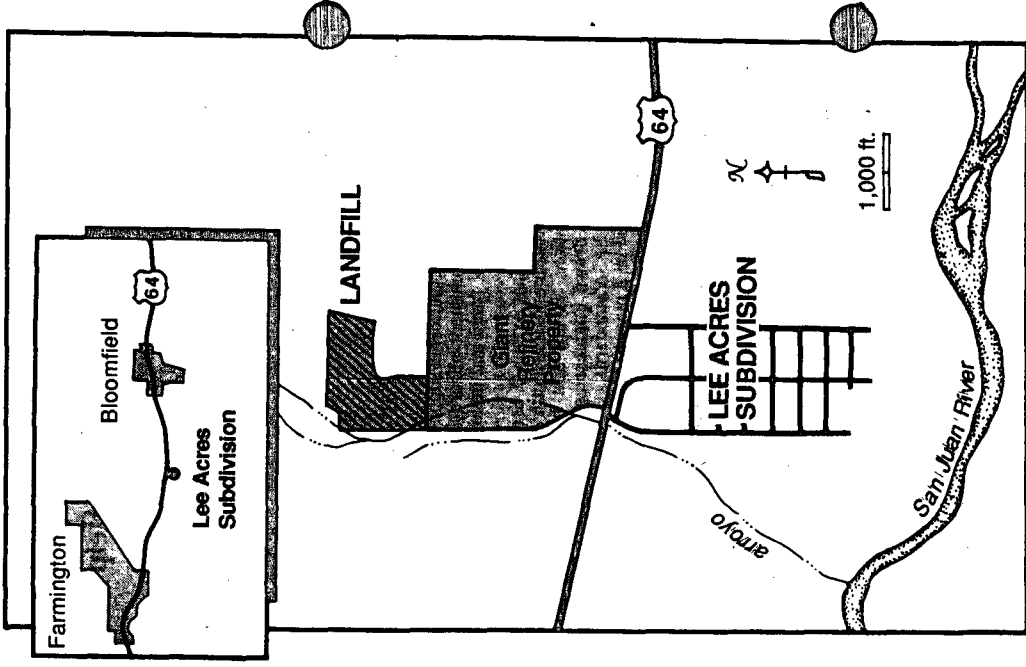 Farmington
Bloomfield
64
Lee Acres
Subdivision
LANDFILL
Giant
Refinery
Property
64
N
1,000 ft.
LEE ACRES
SUBDIVISION
arroyo
San Juan River